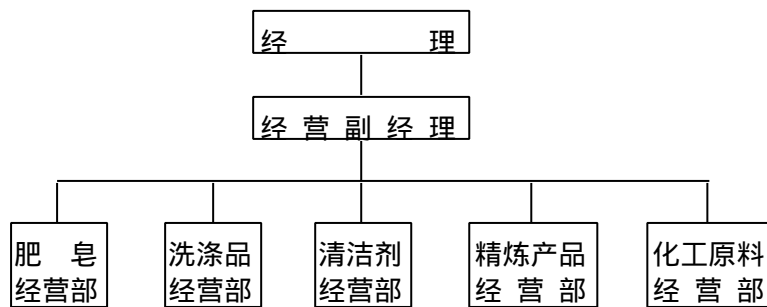 经理
经营副经理
肥皂
经营部
洗涤品
经营部
清洁剂
经营部
精炼产品
经营部
化工原料
经营部